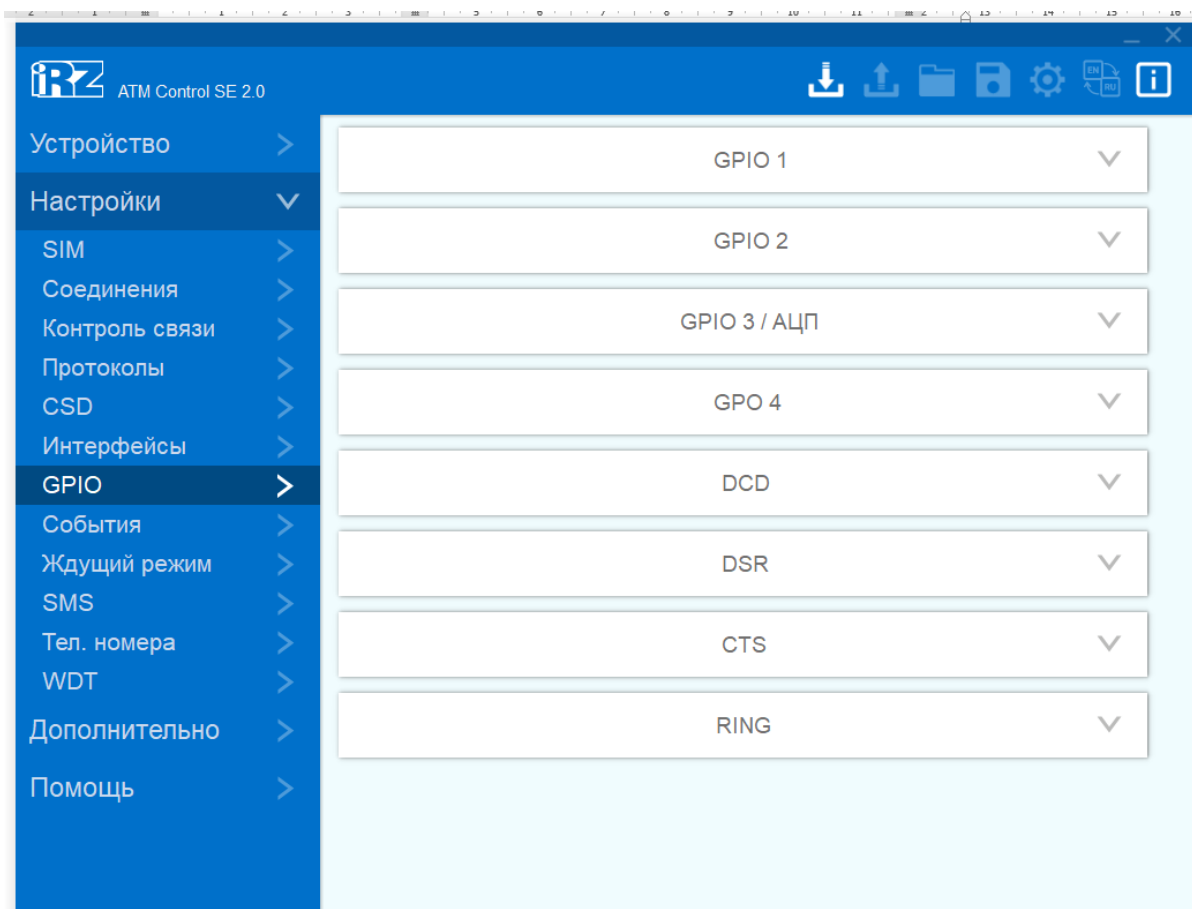 iRZ ATM Control SE 2.0
EN
RU
Устройство
Настройки
SIM
Соединения
Контроль связи
Протоколы
CSD
Интерфейсы
GPIO
События
Ждущий режим
SMS
Тел. номера
WDT
Дополнительно
Помощь
GPIO 1
GPIO 2
GPIO 3 / АЦП
GPO 4
DCD
DSR
CTS
RING